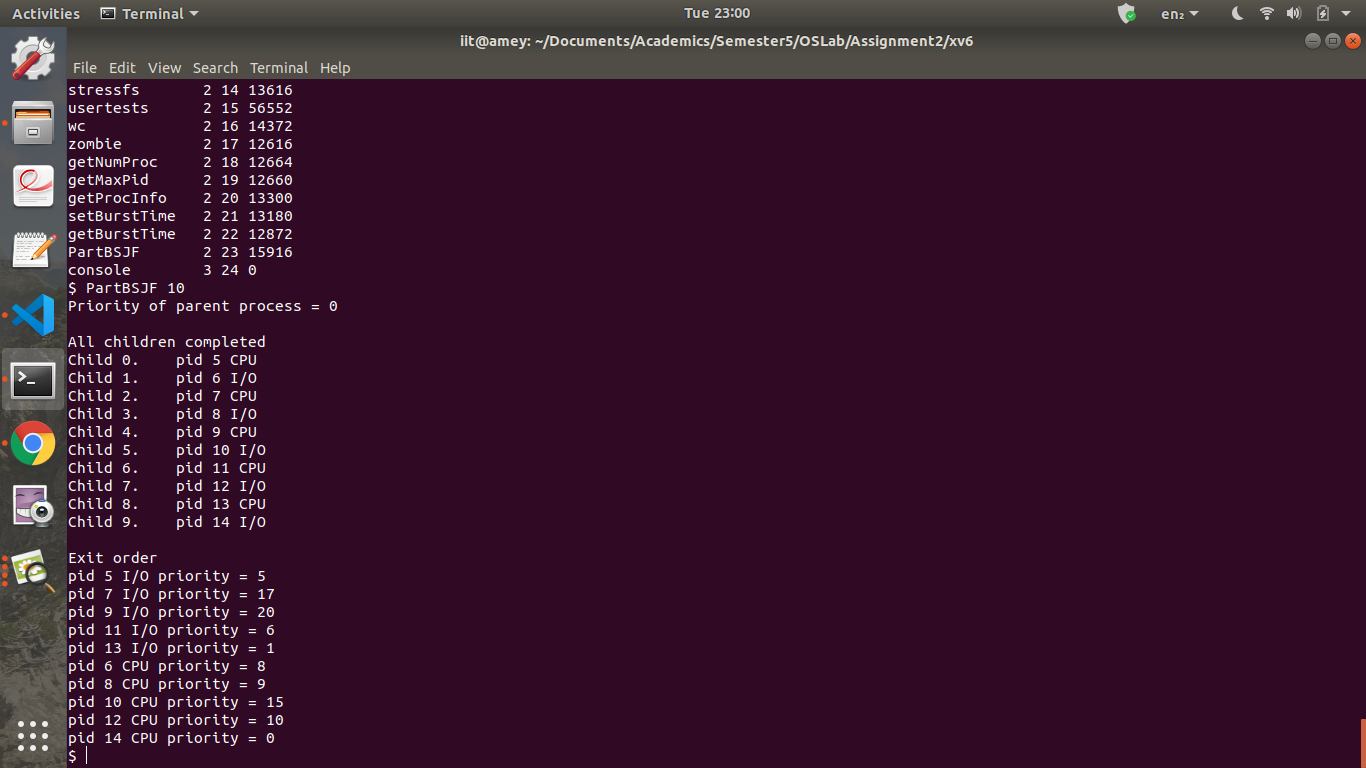 Activities Terminal Tue 23:00 en₂
iit@amey: ~/Documents/Academics/Semester5/OSLab/Assignment2/xv6
File Edit View Search Terminal Help
stressfs 2 14 13616
usertests 2 15 56552
wc 2 16 14372
zombie 2 17 12616
getNumProc 2 18 12664
getMaxPid 2 19 12660
getProcInfo 2 20 13300
setBurstTime 2 21 13180
getBurstTime 2 22 12872
PartBSJF 2 23 15916
console 3 24 0
$ PartBSJF 10
Priority of parent process = 0
All children completed
Child 0. pid 5 CPU
Child 1. pid 6 I/O
Child 2. pid 7 CPU
Child 3. pid 8 I/O
Child 4. pid 9 CPU
Child 5. pid 10 I/O
Child 6. pid 11 CPU
Child 7. pid 12 I/O
Child 8. pid 13 CPU
Child 9. pid 14 I/O
Exit order
pid 5 I/O priority = 5
pid 7 I/O priority = 17
pid 9 I/O priority = 20
pid 11 I/O priority = 6
pid 13 I/O priority = 1
pid 6 CPU priority = 8
pid 8 CPU priority = 9
pid 10 CPU priority = 15
pid 12 CPU priority = 10
pid 14 CPU priority = 0
$